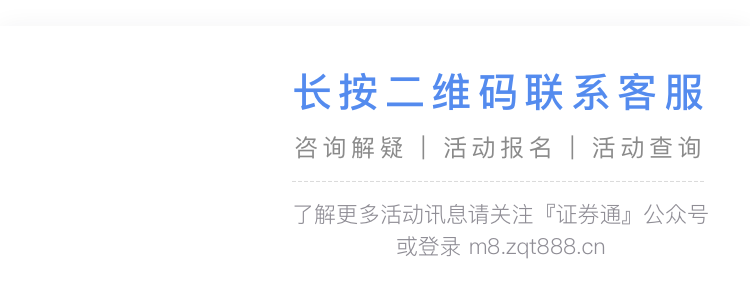 长按二维码联系客服
咨询解疑 | 活动报名 | 活动查询
了解更多活动讯息请关注『证券通』公众号
或登录 m8.zqt888.cn